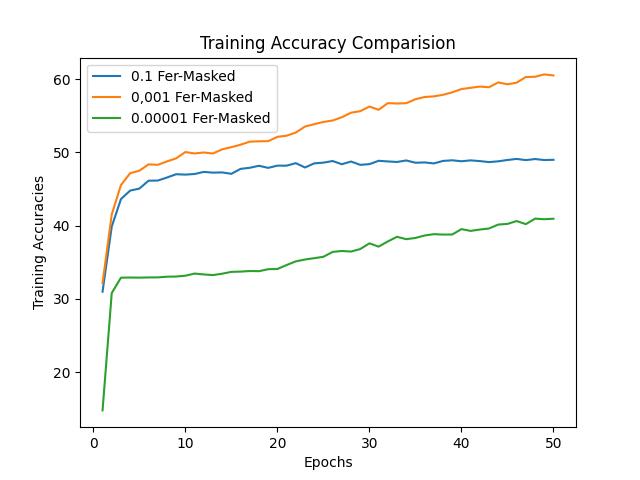 Training Accuracy Comparision
0.1 Fer-Masked
0,001 Fer-Masked
0.00001 Fer-Masked
60
50
40
30
20
Training Accuracies
0 10 20 30 40 50
Epochs